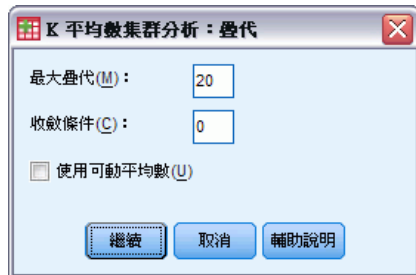 K 平均數集群分析：疊代
最大疊代(M)： 20
收斂條件(C)： 0
使用可動平均數(U)
繼續 取消 輔助說明